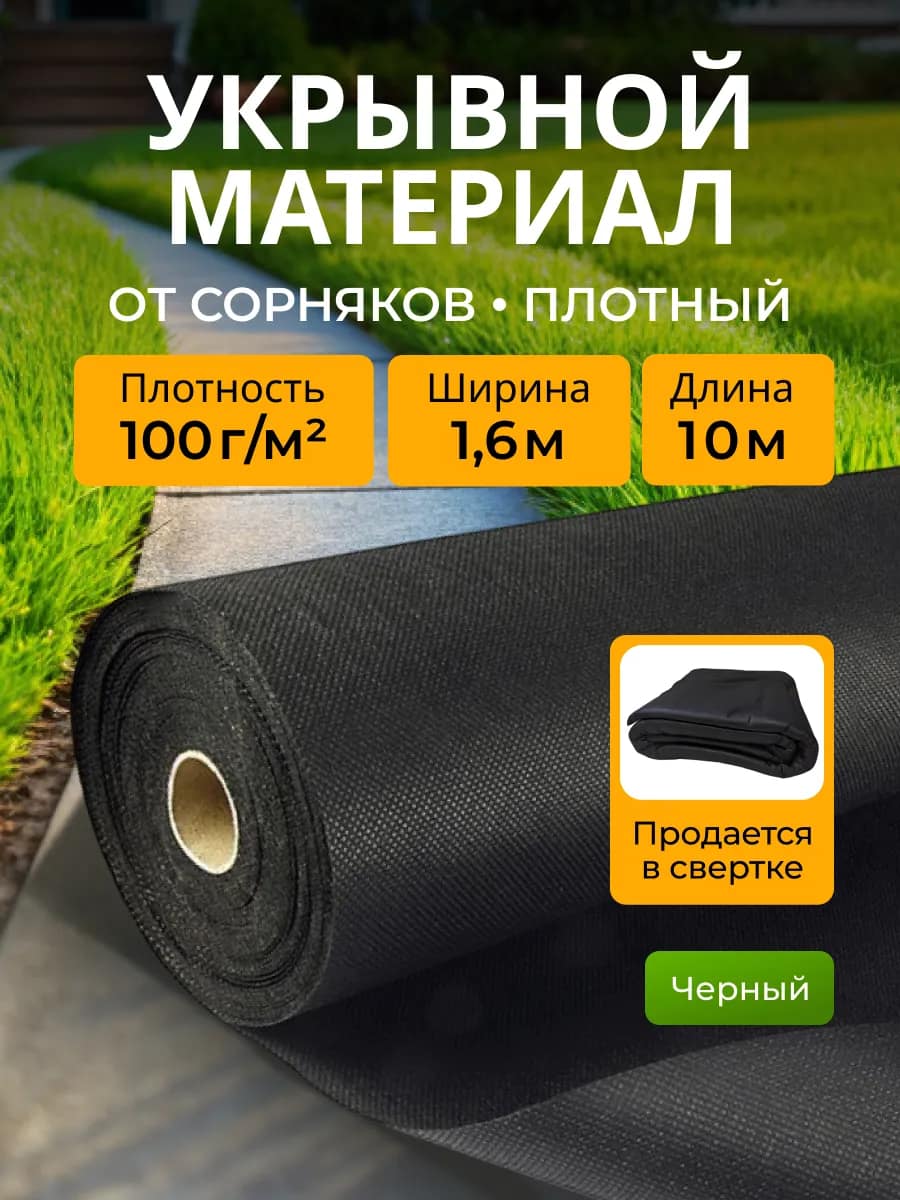 УКРЫВНОЙ
МАТЕРИАЛ
ОТ СОРНЯКОВ • ПЛОТНЫЙ
Плотность
100 г/м²
Ширина
1,6 м
Длина
10 м
Продается
в свертке
Черный